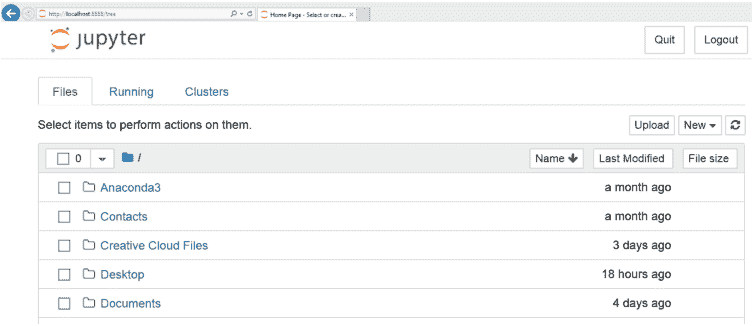 http://localhost:8888/tree
Home Page - Select or crea...
jupyter
Quit
Logout
Files
Running
Clusters
Select items to perform actions on them.
Upload
New
0
/
Name
Last Modified
File size
Anaconda3
a month ago
Contacts
a month ago
Creative Cloud Files
3 days ago
Desktop
18 hours ago
Documents
4 days ago